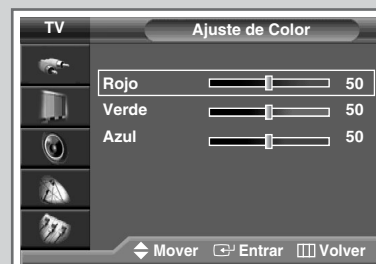 TV
Ajuste de Color
Rojo 50
Verde 50
Azul 50
Mover Entrar Volver